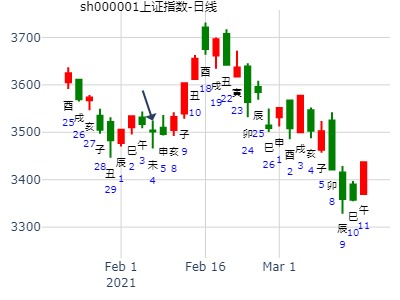 sh000001上证指数-日线
3700
3600
3500
3400
3300
酉
25
戌
26
亥
27
子
28
丑
29
辰
1
巳
2
午
3
未
4
申
5
亥
8
子
9
丑
10
酉
18
戌
19
丑
22
寅
23
卯
24
辰
25
巳
26
申
1
酉
2
戌
3
亥
4
子
5
卯
8
辰
9
巳
10
午
11
Feb 1
2021
Feb 16
Mar 1